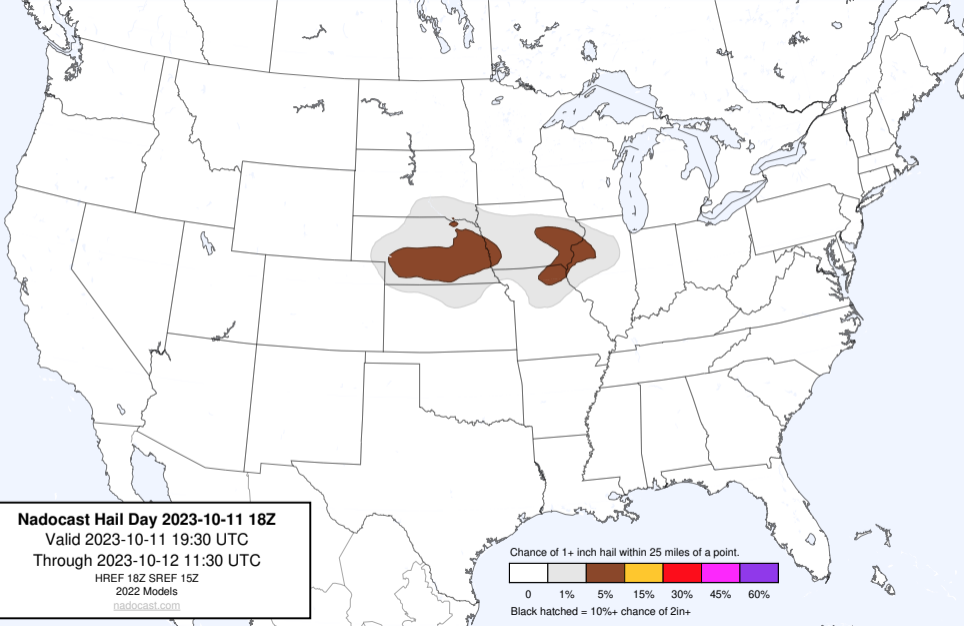 Nadocast Hail Day 2023-10-11 18Z
Valid 2023-10-11 19:30 UTC
Through 2023-10-12 11:30 UTC
HREF 18Z SREF 15Z
2022 Models
nadocast.com
Chance of 1+ inch hail within 25 miles of a point.
0 1% 5% 15% 30% 45% 60%
Black hatched = 10%+ chance of 2in+